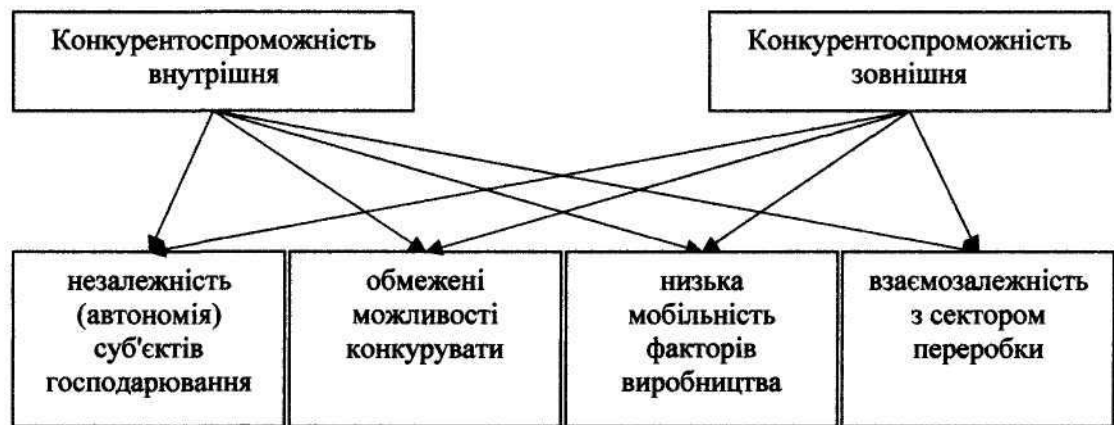 Конкурентоспроможність
внутрішня
Конкурентоспроможність
зовнішня
незалежність
(автономія)
суб'єктів
господарювання
обмежені
можливості
конкурувати
низька
мобільність
факторів
виробництва
взаємозалежність
з сектором
переробки